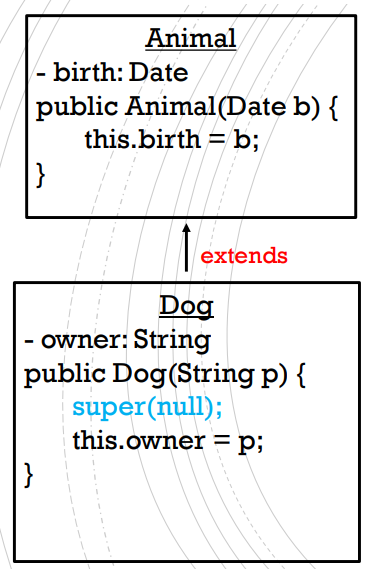 Animal
- birth: Date
public Animal(Date b) {
this.birth = b;
}
extends
Dog
- owner: String
public Dog(String p) {
super(null);
this.owner = p;
}